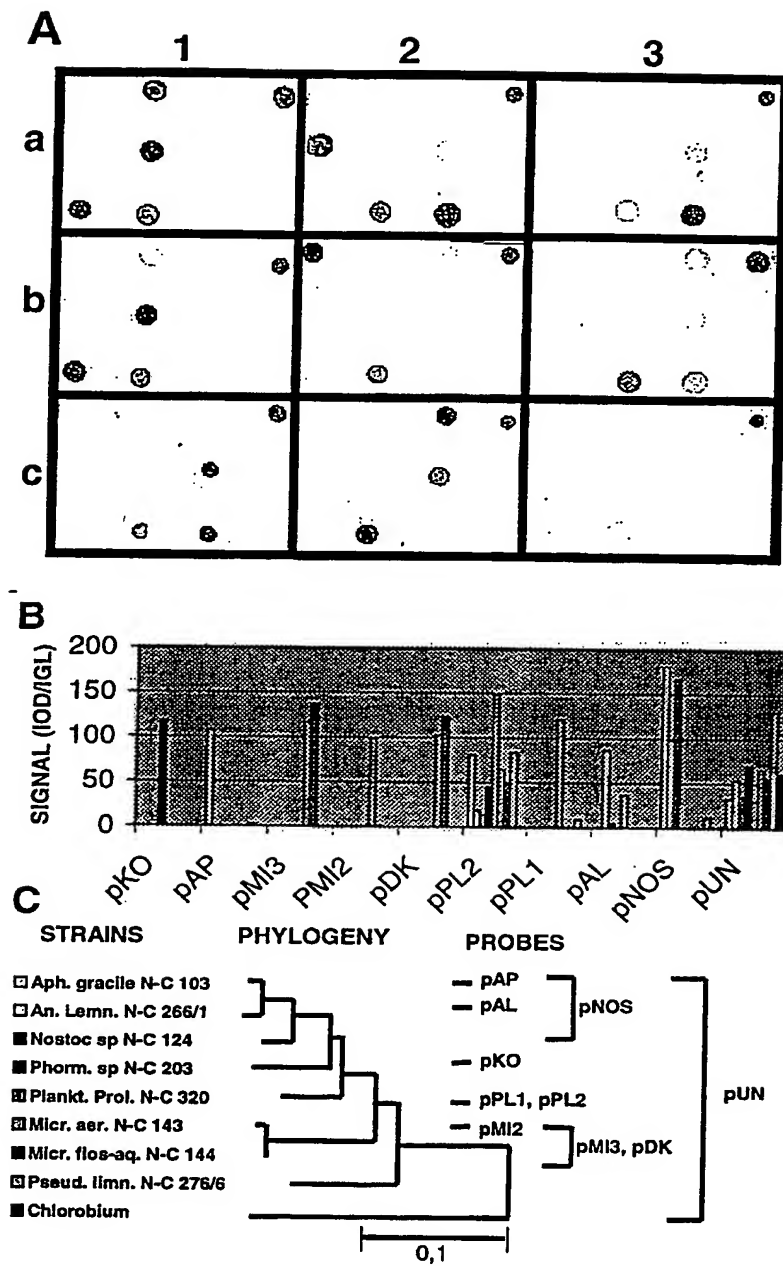 A
1 2 3
a
b
c
B
SIGNAL (IOD/IGL)
200
150
100
50
0
pKO pAP pMI3 PMI2 pDK pPL2 pPL1 pAL pNOS pUN
C
STRAINS PHYLOGENY PROBES
Aph. gracile N-C 103
An. Lemn. N-C 266/1
Nostoc sp N-C 124
Phorm. sp N-C 203
Plankt. Prol. N-C 320
Micr. aer. N-C 143
Micr. flos-aq. N-C 144
Pseud. limn. N-C 276/6
Chlorobium
pAP
pAL
pNOS
pKO
pPL1, pPL2
pMI2
pMI3, pDK
pUN
0,1